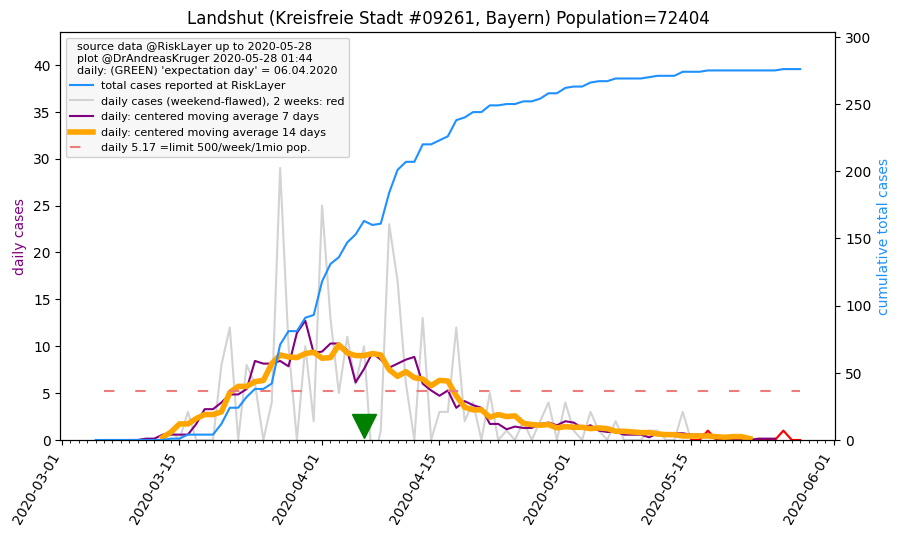 Landshut (Kreisfreie Stadt #09261, Bayern) Population=72404
source data @RiskLayer up to 2020-05-28
plot @DrAndreasKruger 2020-05-28 01:44
daily: (GREEN) 'expectation day' = 06.04.2020
total cases reported at RiskLayer
daily cases (weekend-flawed), 2 weeks: red
daily: centered moving average 7 days
daily: centered moving average 14 days
daily 5.17 =limit 500/week/1mio pop.
daily cases
40
35
30
25
20
15
10
5
0
300
250
200
150
100
50
0
cumulative total cases
2020-03-01
2020-03-15
2020-04-01
2020-04-15
2020-05-01
2020-05-15
2020-06-01